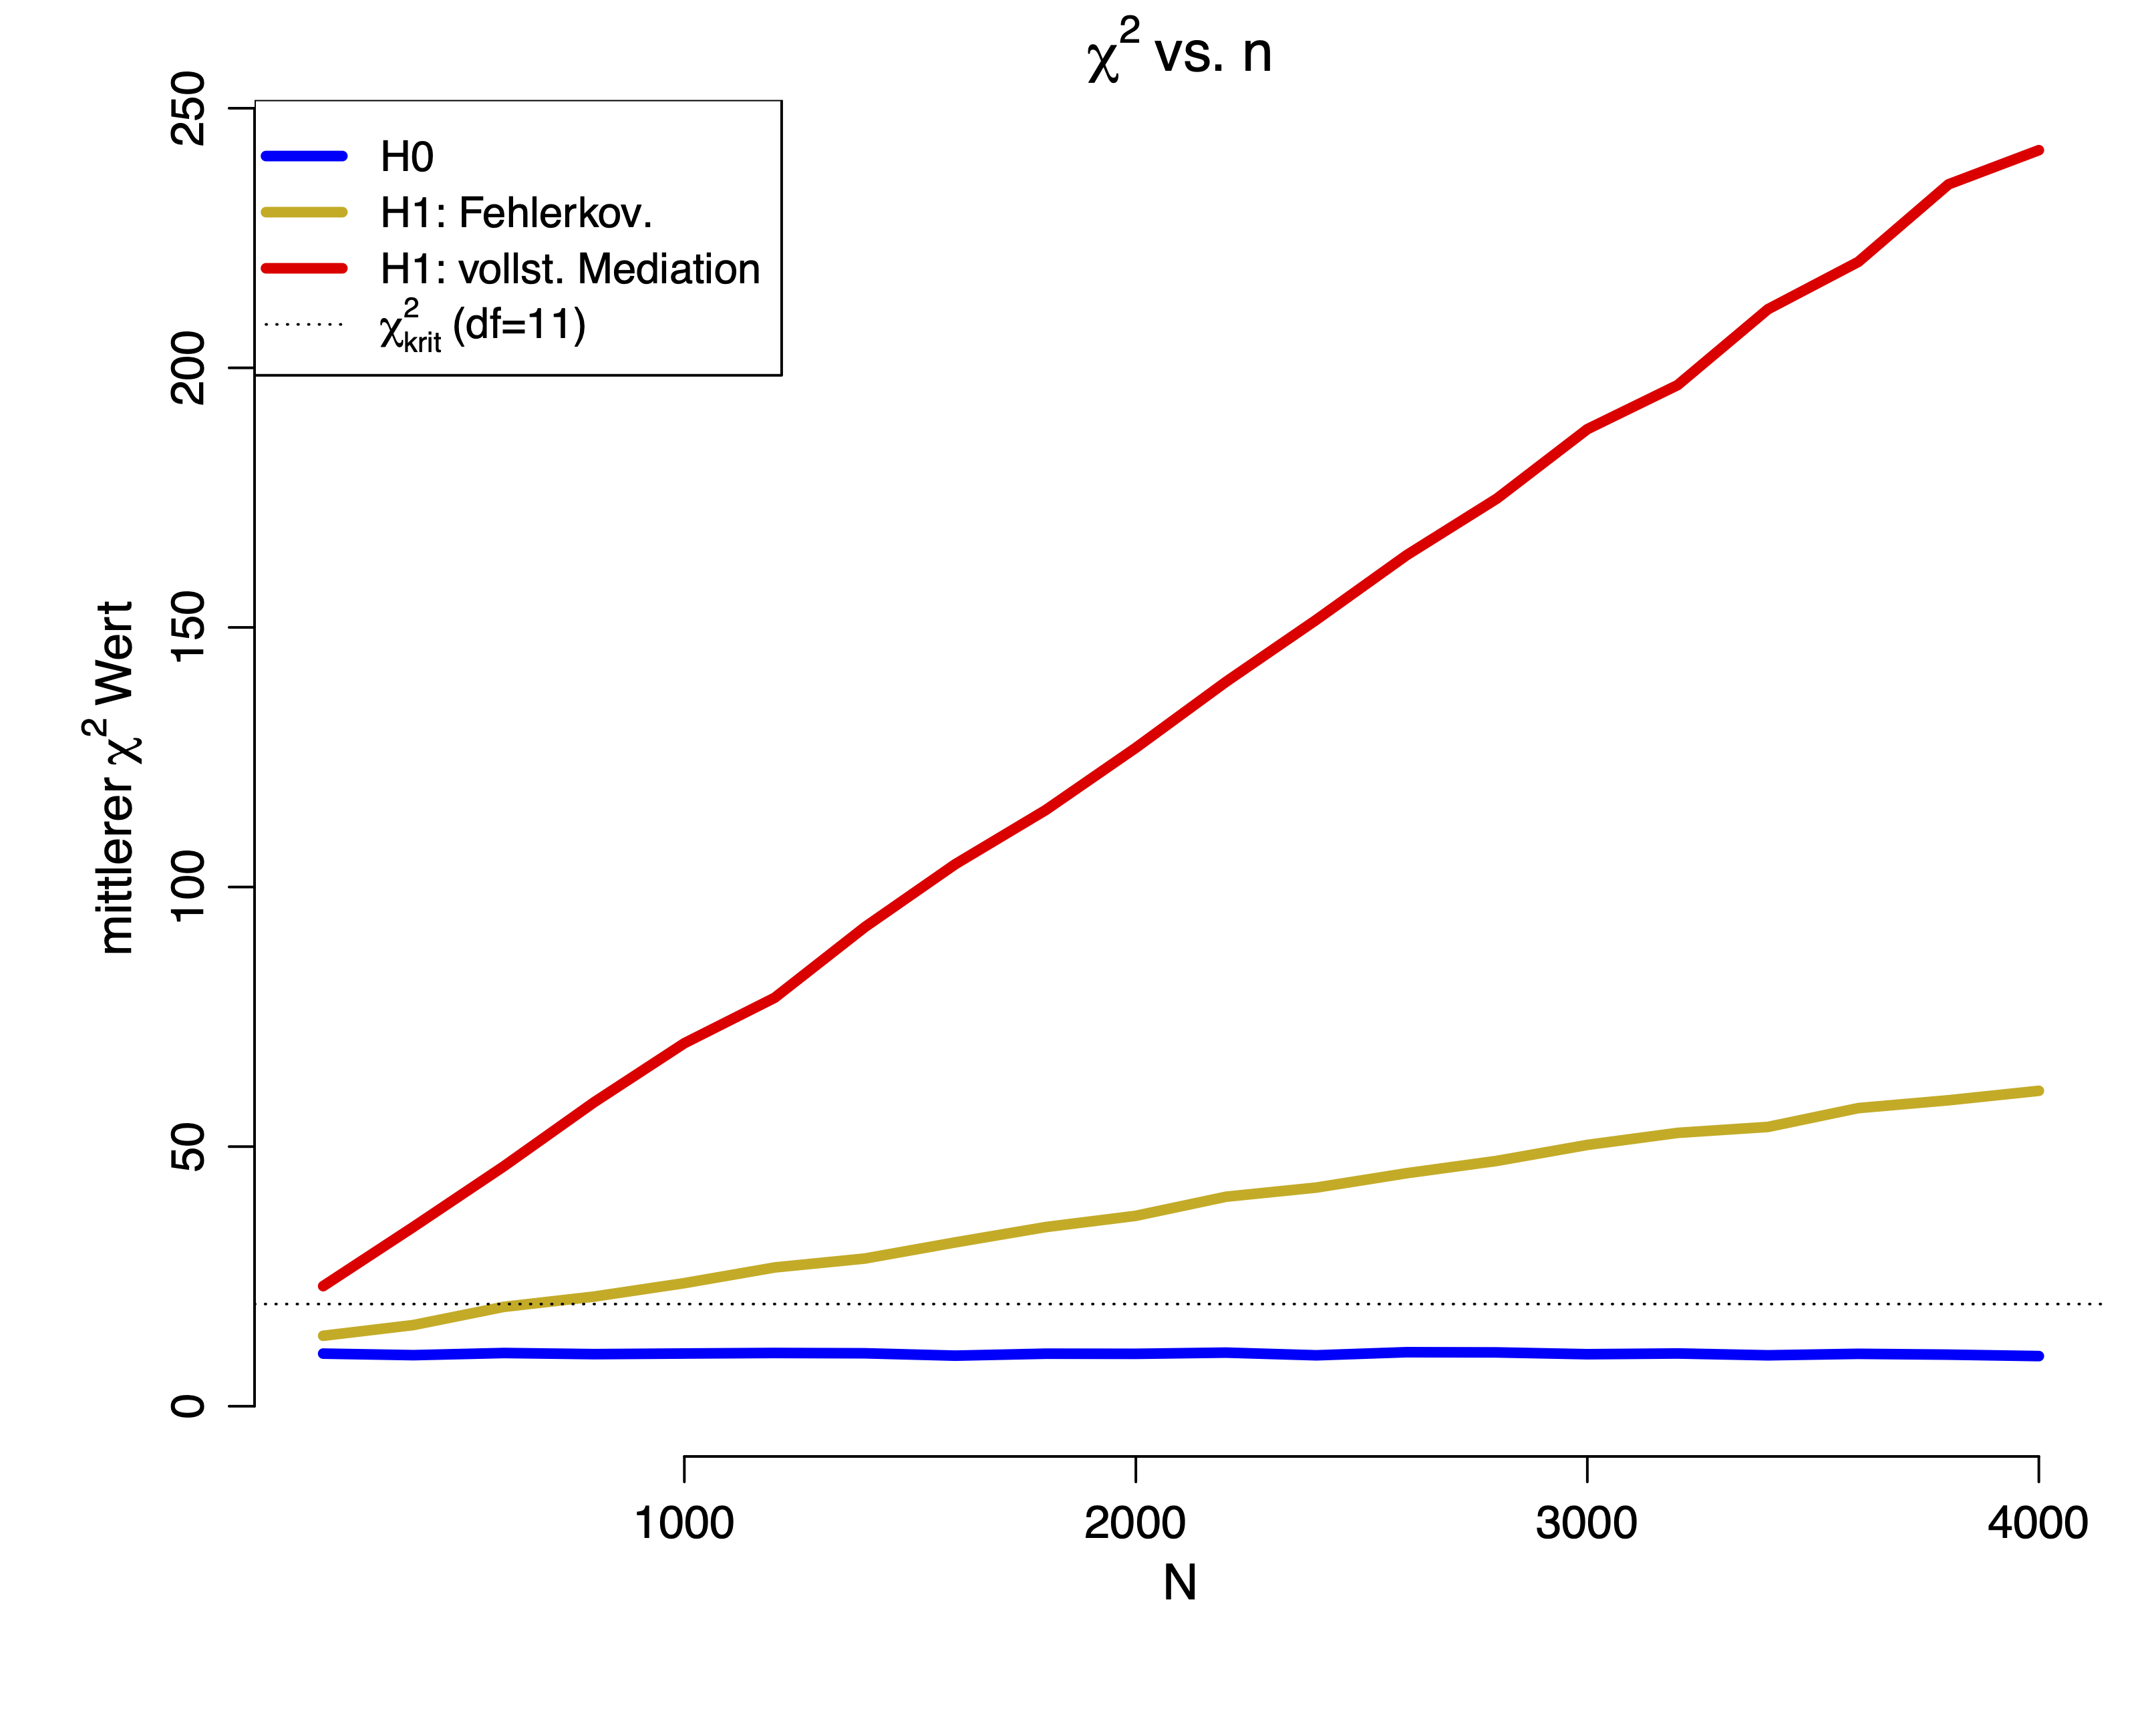 χ² vs. n
H0
H1: Fehlerkov.
H1: vollst. Mediation
χ²krit (df=11)
mittlerer χ² Wert
250
200
150
100
50
0
1000 2000 3000 4000
N